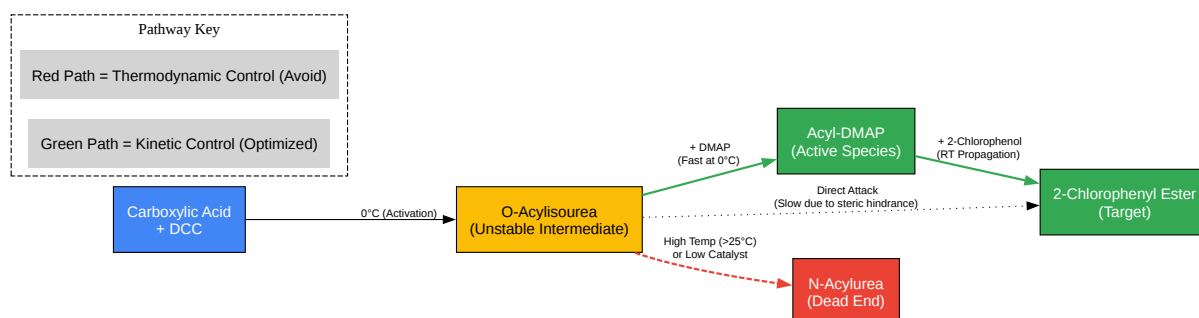 Pathway Key
Red Path = Thermodynamic Control (Avoid)
Green Path = Kinetic Control (Optimized)
Carboxylic Acid
+ DCC
0°C (Activation)
O-Acylisourea
(Unstable Intermediate)
+ DMAP
(Fast at 0°C)
Acyl-DMAP
(Active Species)
+ 2-Chlorophenol
(RT Propagation)
Direct Attack
(Slow due to steric hindrance)
2-Chlorophenyl Ester
(Target)
High Temp (>25°C)
or Low Catalyst
N-Acylurea
(Dead End)